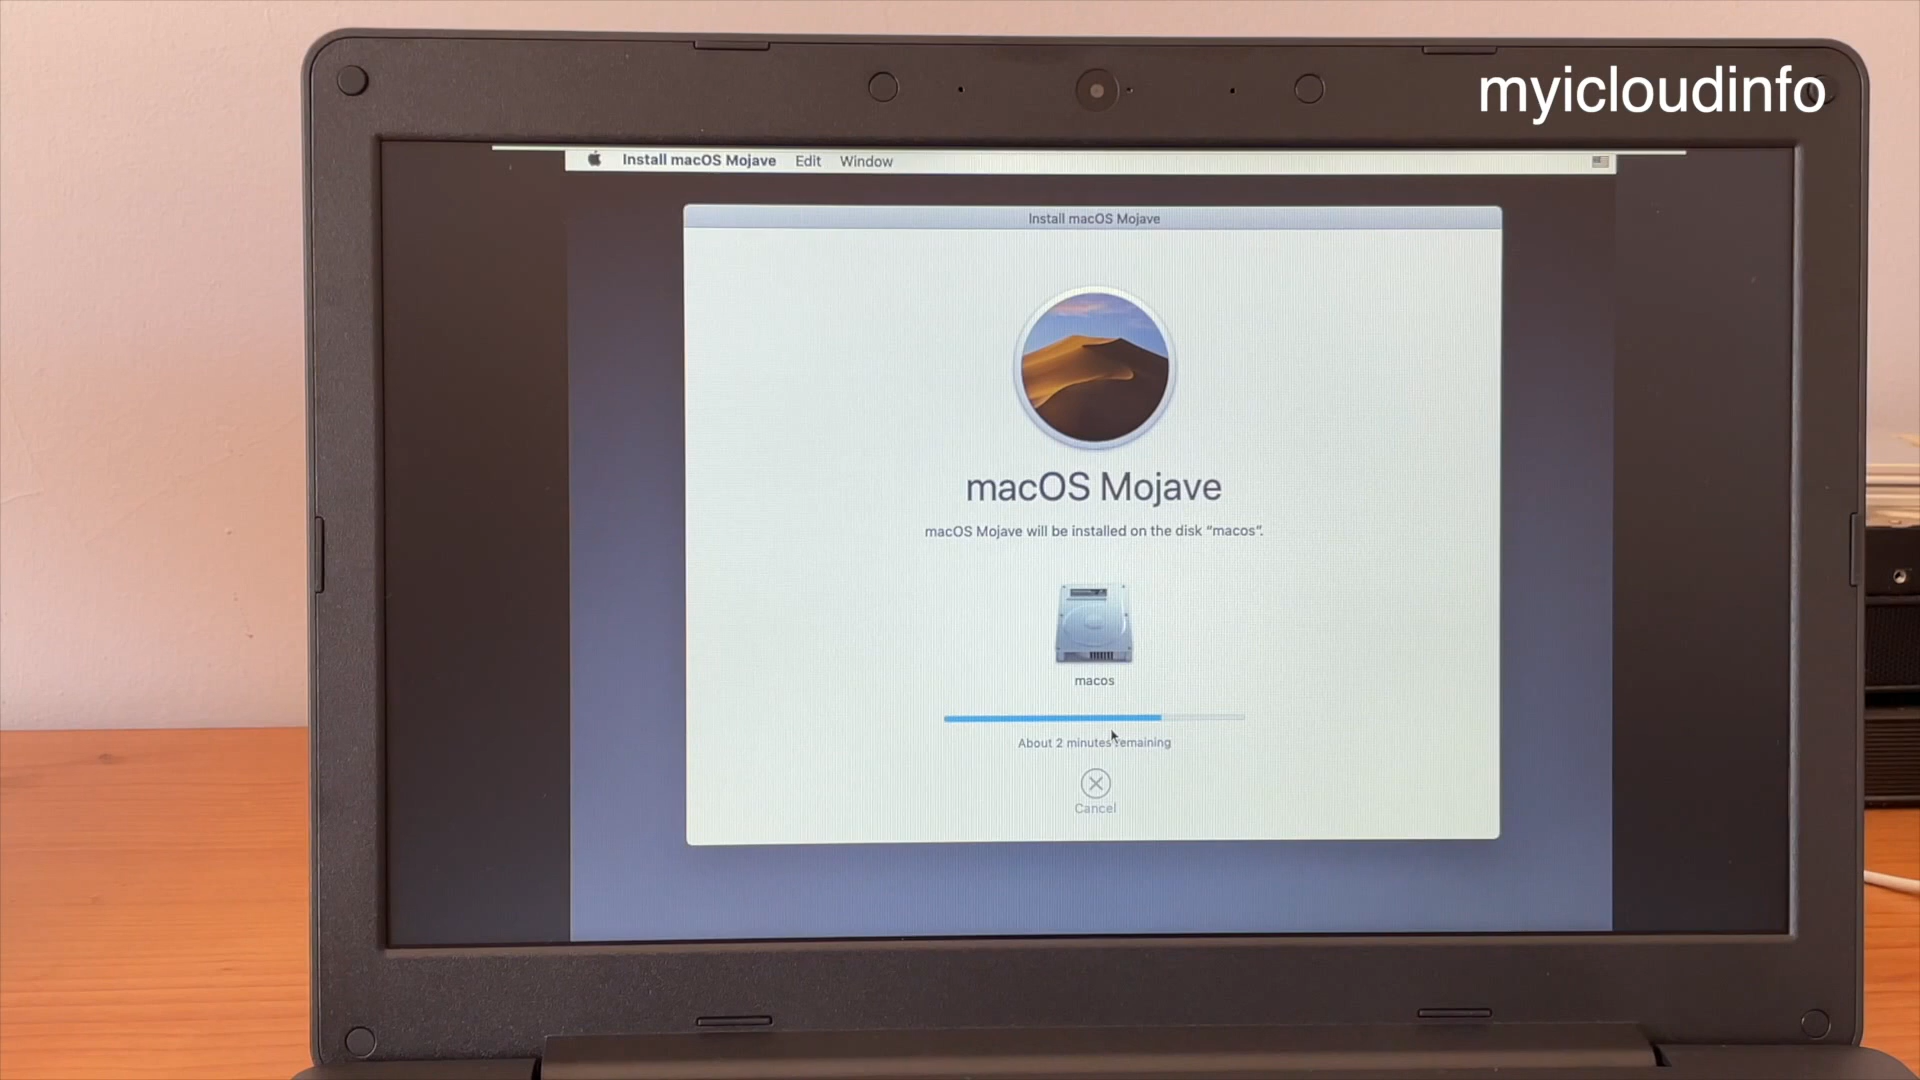 myicloudinfo
Install macOS Mojave Edit Window
Install macOS Mojave
macOS Mojave
macOS Mojave will be installed on the disk “macos”.
macos
About 2 minutes remaining
Cancel